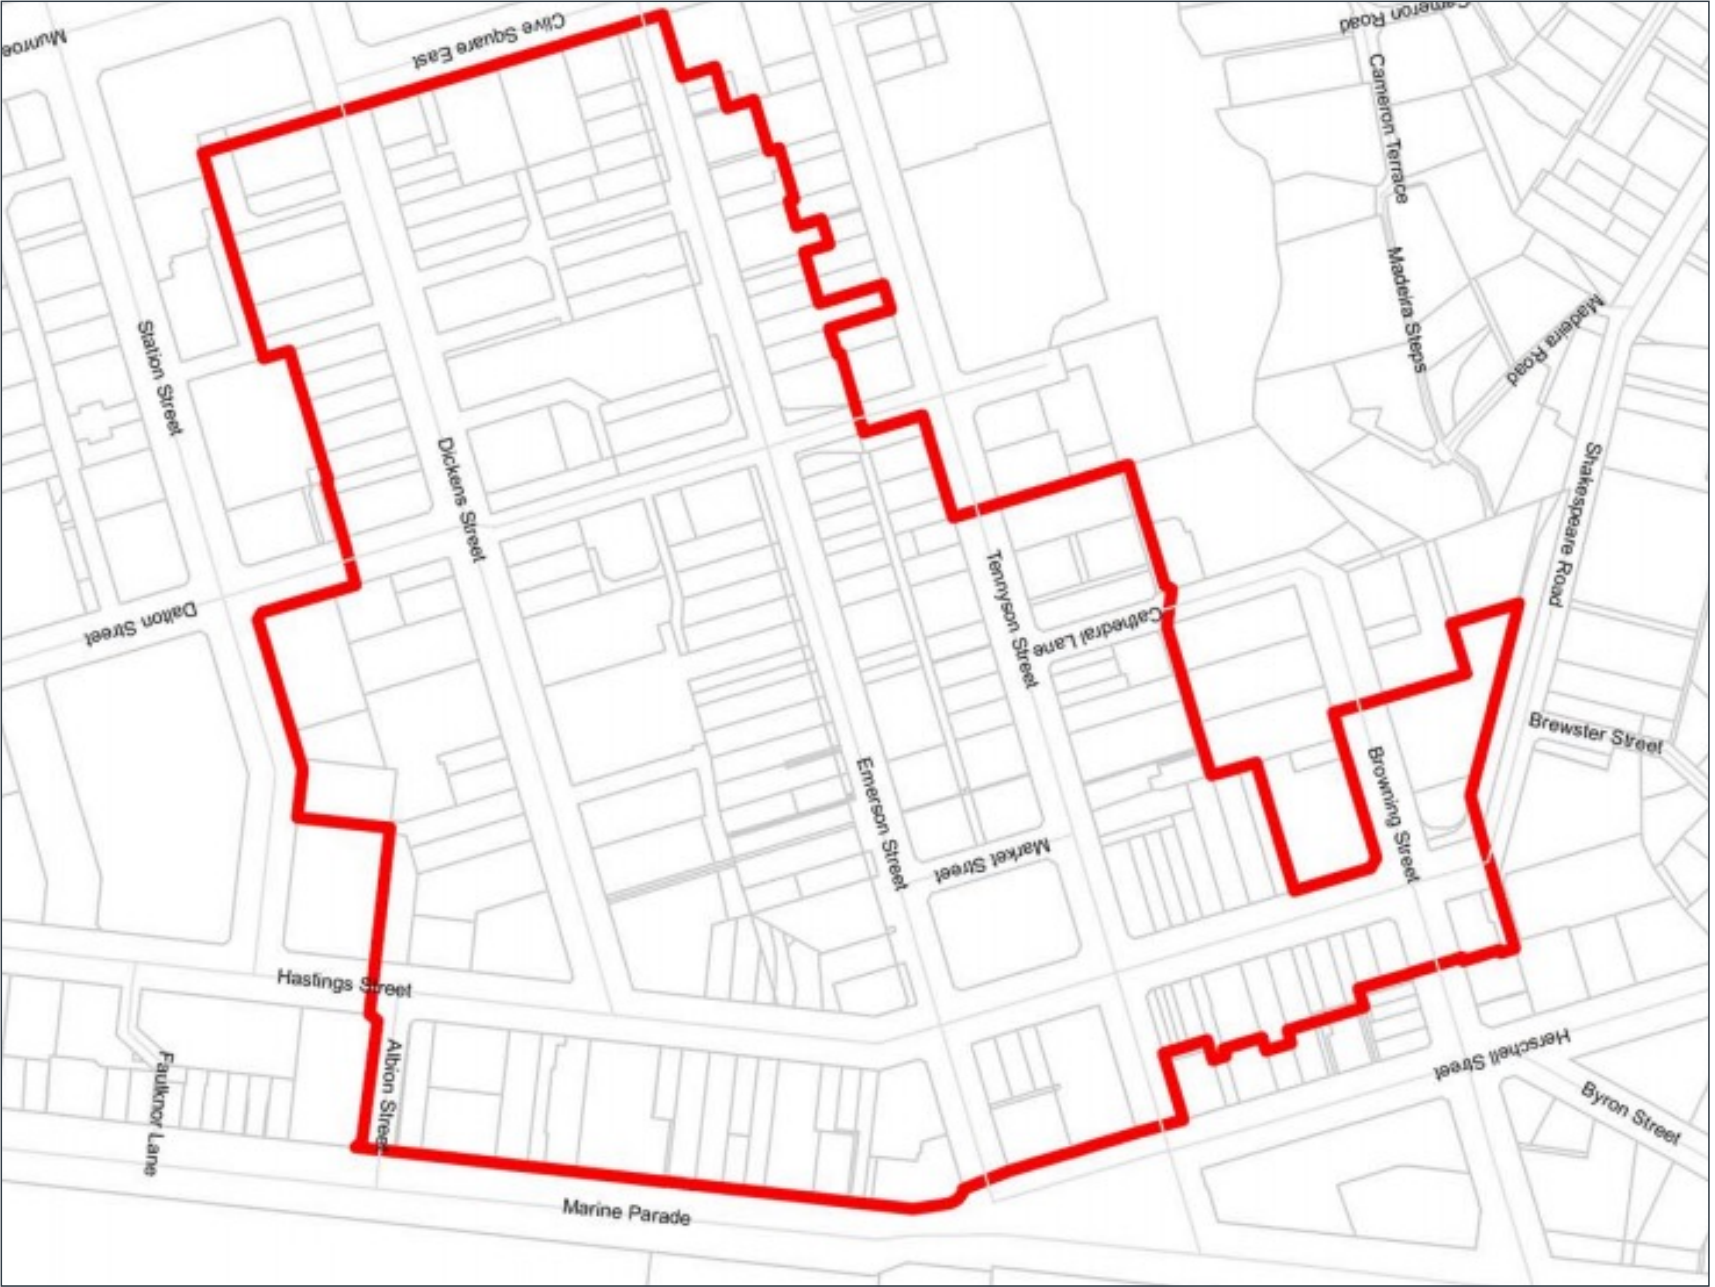 Munroe
Clive Square East
Cameron Road
Cameron Terrace
Madeira Steps
Madeira Road
Station Street
Dickens Street
Shakespeare Road
Dalton Street
Tennyson Street
Cathedral Lane
Brewster Street
Browning Street
Emerson Street
Market Street
Hastings Street
Albion Street
Faulknor Lane
Herschell Street
Byron Street
Marine Parade